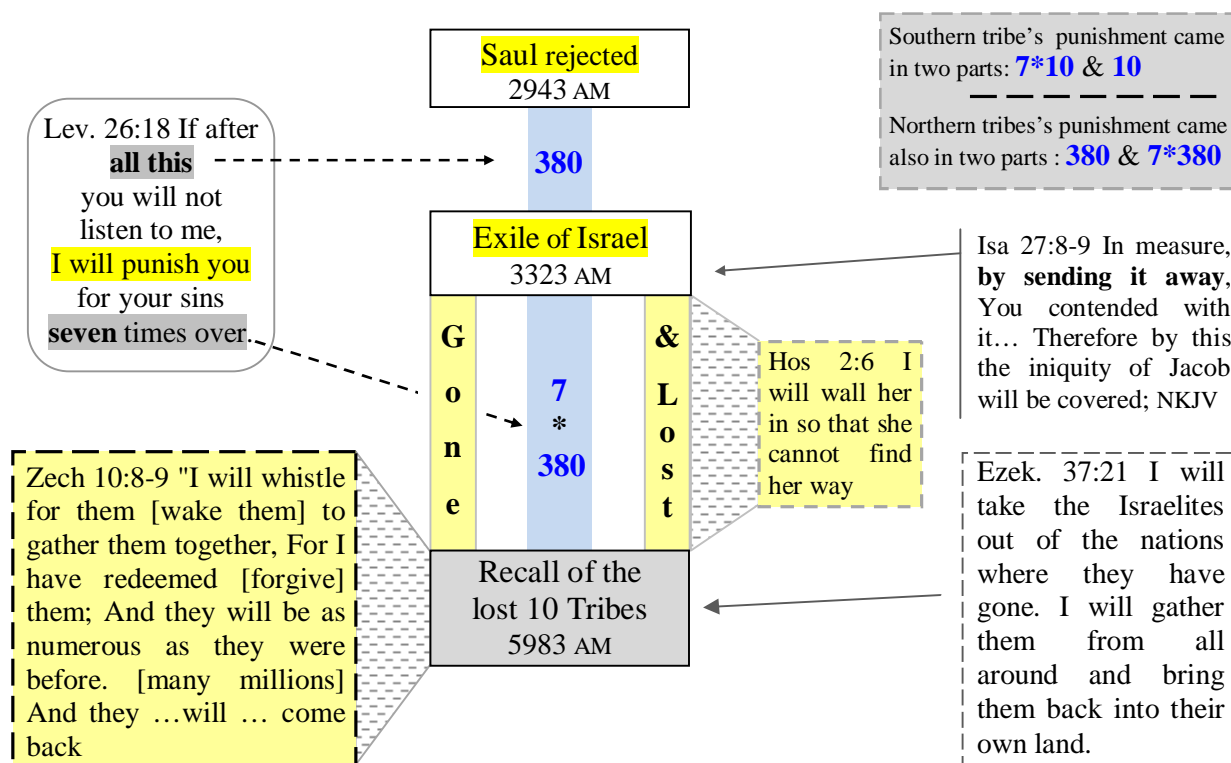 Saul rejected
2943 AM
Southern tribe's punishment came
in two parts: 7*10 & 10
Northern tribes's punishment came
also in two parts : 380 & 7*380
Lev. 26:18 If after
all this
you will not
listen to me,
I will punish you
for your sins
seven times over.
380
Exile of Israel
3323 AM
Isa 27:8-9 In measure,
by sending it away,
You contended with
it… Therefore by this
the iniquity of Jacob
will be covered; NKJV
G
o
n
e
7
*
380
&
L
o
s
t
Hos 2:6 I
will wall her
in so that she
cannot find
her way
Zech 10:8-9 "I will whistle
for them [wake them] to
gather them together, For I
have redeemed [forgive]
them; And they will be as
numerous as they were
before. [many millions]
And they …will … come
back
Recall of the
lost 10 Tribes
5983 AM
Ezek. 37:21 I will
take the Israelites
out of the nations
where they have
gone. I will gather
them from all
around and bring
them back into their
own land.